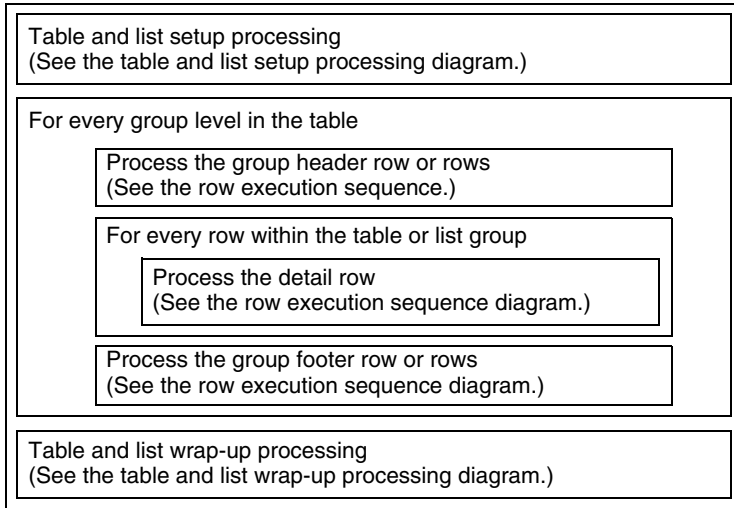 Table and list setup processing
(See the table and list setup processing diagram.)
For every group level in the table
Process the group header row or rows
(See the row execution sequence.)
For every row within the table or list group
Process the detail row
(See the row execution sequence diagram.)
Process the group footer row or rows
(See the row execution sequence diagram.)
Table and list wrap-up processing
(See the table and list wrap-up processing diagram.)